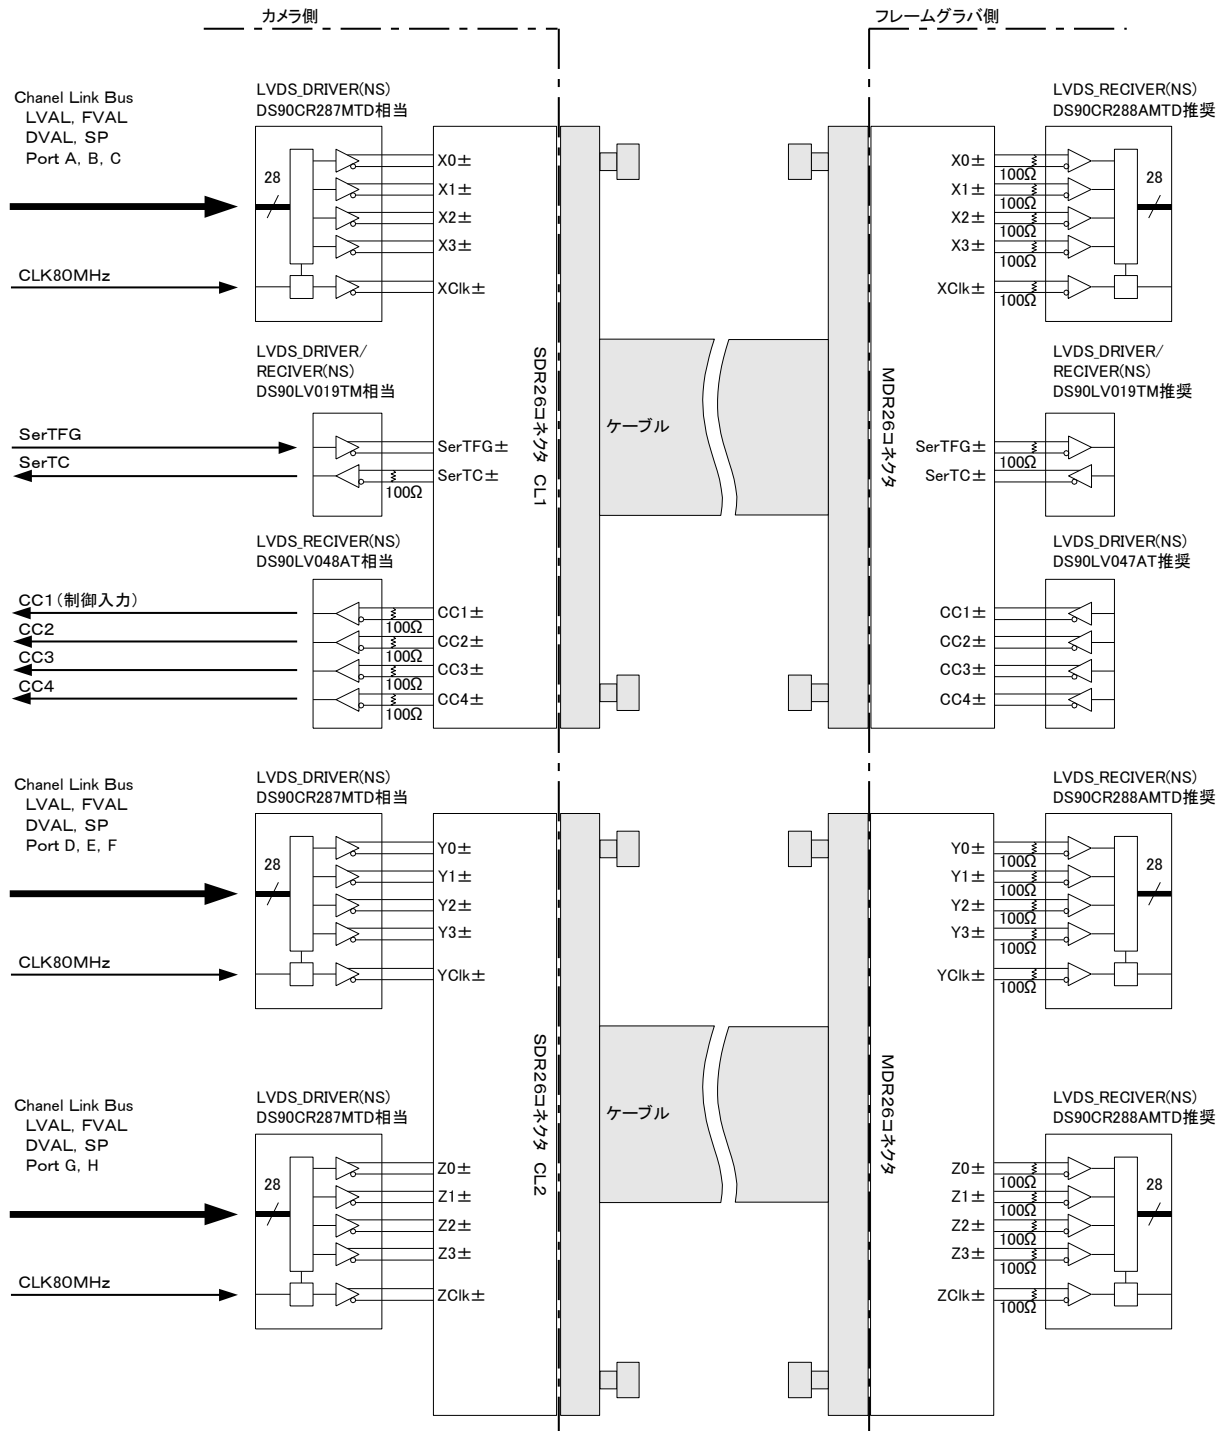 カメラ側
フレームグラバ側
Chanel Link Bus
LVAL, FVAL
DVAL, SP
Port A, B, C
LVDS_DRIVER(NS)
DS90CR287MTD相当
28
CLK80MHz
X0±
X1±
X2±
X3±
XClk±
LVDS_DRIVER/
RECIVER(NS)
DS90LV019TM相当
SerTFG
SerTC
SerTFG±
SerTC±
100Ω
LVDS_RECIVER(NS)
DS90LV048AT相当
CC1(制御入力)
CC2
CC3
CC4
100Ω
100Ω
100Ω
100Ω
CC1±
CC2±
CC3±
CC4±
SDR26コネクタ CL1
ケーブル
MDR26コネクタ
LVDS_RECIVER(NS)
DS90CR288AMTD推奨
X0±
X1±
X2±
X3±
XClk±
100Ω
100Ω
100Ω
100Ω
100Ω
28
LVDS_DRIVER/
RECIVER(NS)
DS90LV019TM推奨
SerTFG±
SerTC±
100Ω
LVDS_DRIVER(NS)
DS90LV047AT推奨
CC1±
CC2±
CC3±
CC4±
Chanel Link Bus
LVAL, FVAL
DVAL, SP
Port D, E, F
LVDS_DRIVER(NS)
DS90CR287MTD相当
28
CLK80MHz
Y0±
Y1±
Y2±
Y3±
YClk±
Chanel Link Bus
LVAL, FVAL
DVAL, SP
Port G, H
LVDS_DRIVER(NS)
DS90CR287MTD相当
28
CLK80MHz
Z0±
Z1±
Z2±
Z3±
ZClk±
SDR26コネクタ CL2
ケーブル
MDR26コネクタ
LVDS_RECIVER(NS)
DS90CR288AMTD推奨
Y0±
Y1±
Y2±
Y3±
YClk±
100Ω
100Ω
100Ω
100Ω
100Ω
28
LVDS_RECIVER(NS)
DS90CR288AMTD推奨
Z0±
Z1±
Z2±
Z3±
ZClk±
100Ω
100Ω
100Ω
100Ω
100Ω
28